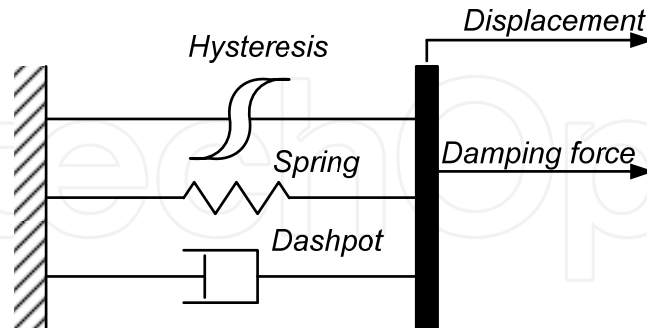 Displacement
Hysteresis
Damping force
Spring
Dashpot